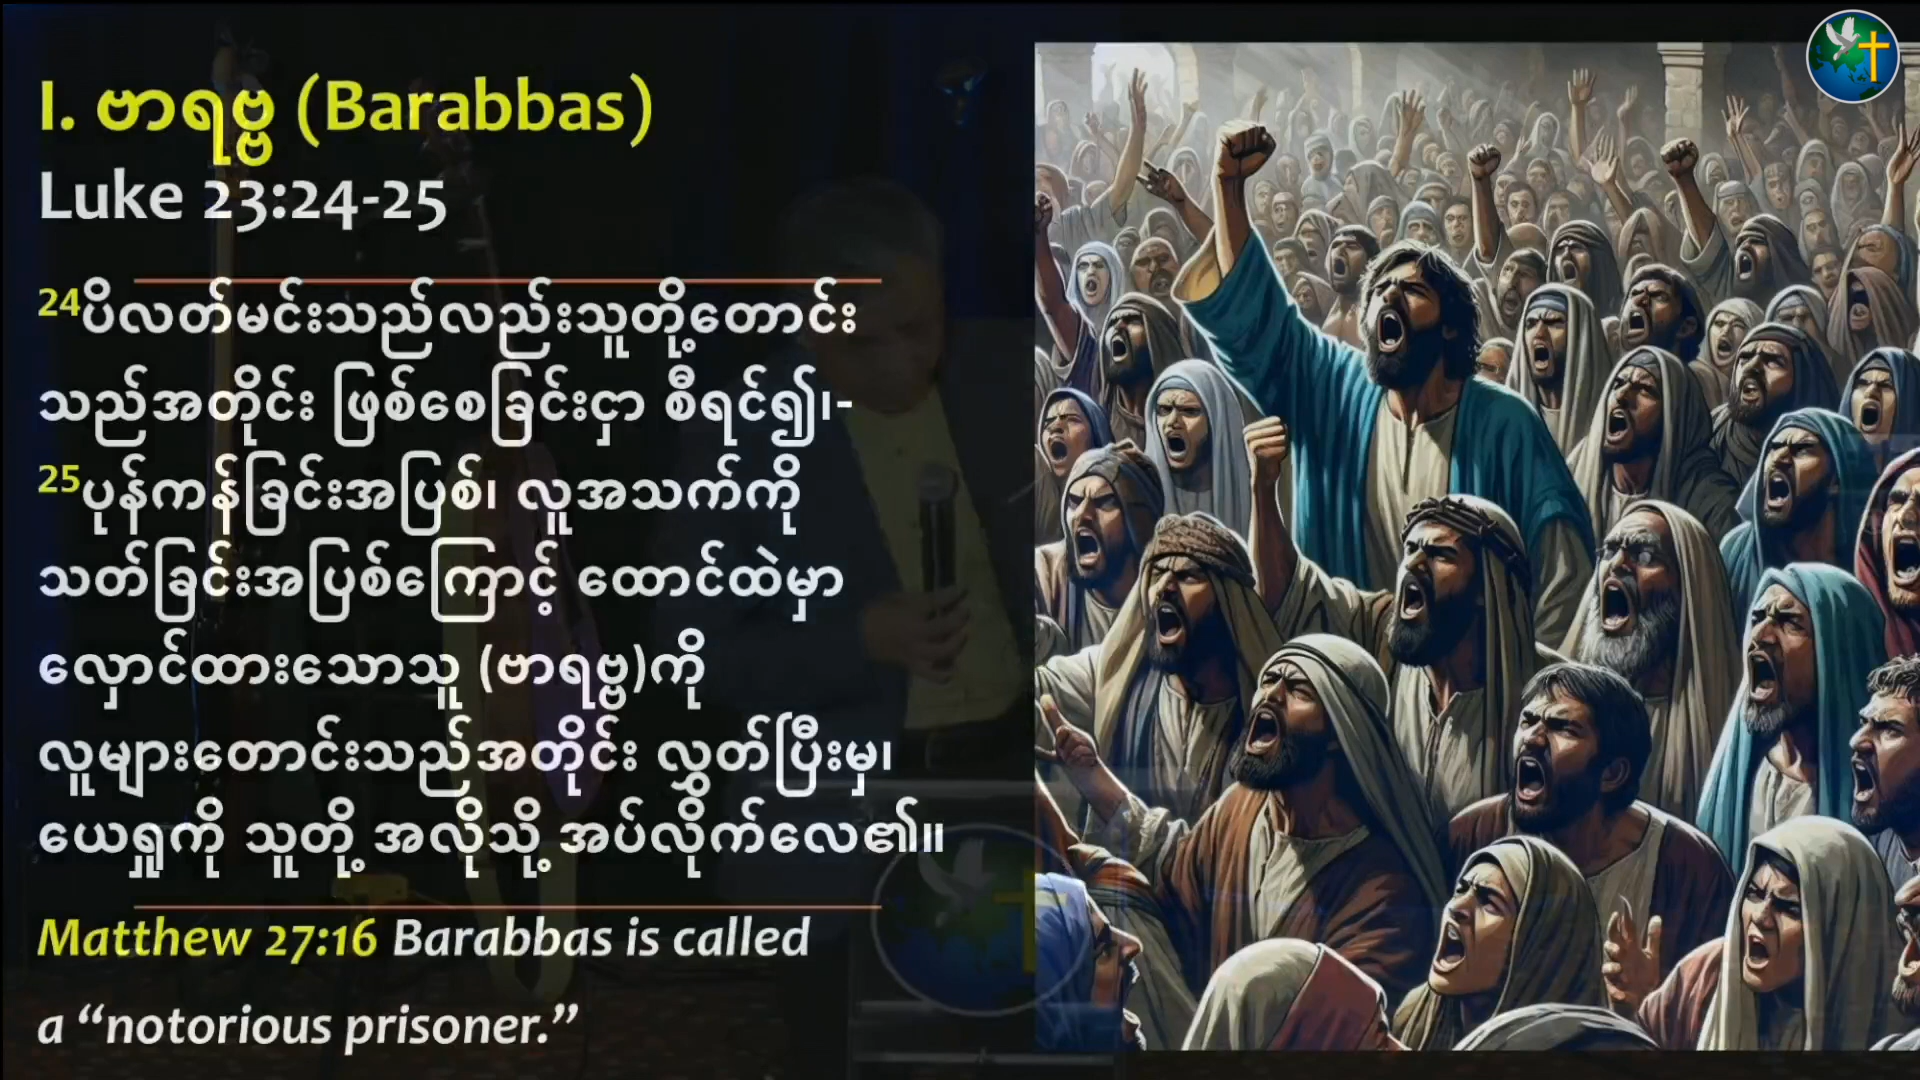 I. ဗာရဗ္ဗ (Barabbas)
Luke 23:24-25
24ပိလတ်မင်းသည်လည်းသူတို့တောင်း
သည်အတိုင်း ဖြစ်စေခြင်းငှာ စီရင်၍၊-
25ပုန်ကန်ခြင်းအပြစ်၊ လူအသက်ကို
သတ်ခြင်းအပြစ်ကြောင့် ထောင်ထဲမှာ
လှောင်ထားသောသူ (ဗာရဗ္ဗ)ကို
လူများတောင်းသည်အတိုင်း လွှတ်ပြီးမှ၊
ယေရှုကို သူတို့ အလိုသို့ အပ်လိုက်လေ၏။
Matthew 27:16 Barabbas is called
a “notorious prisoner.”